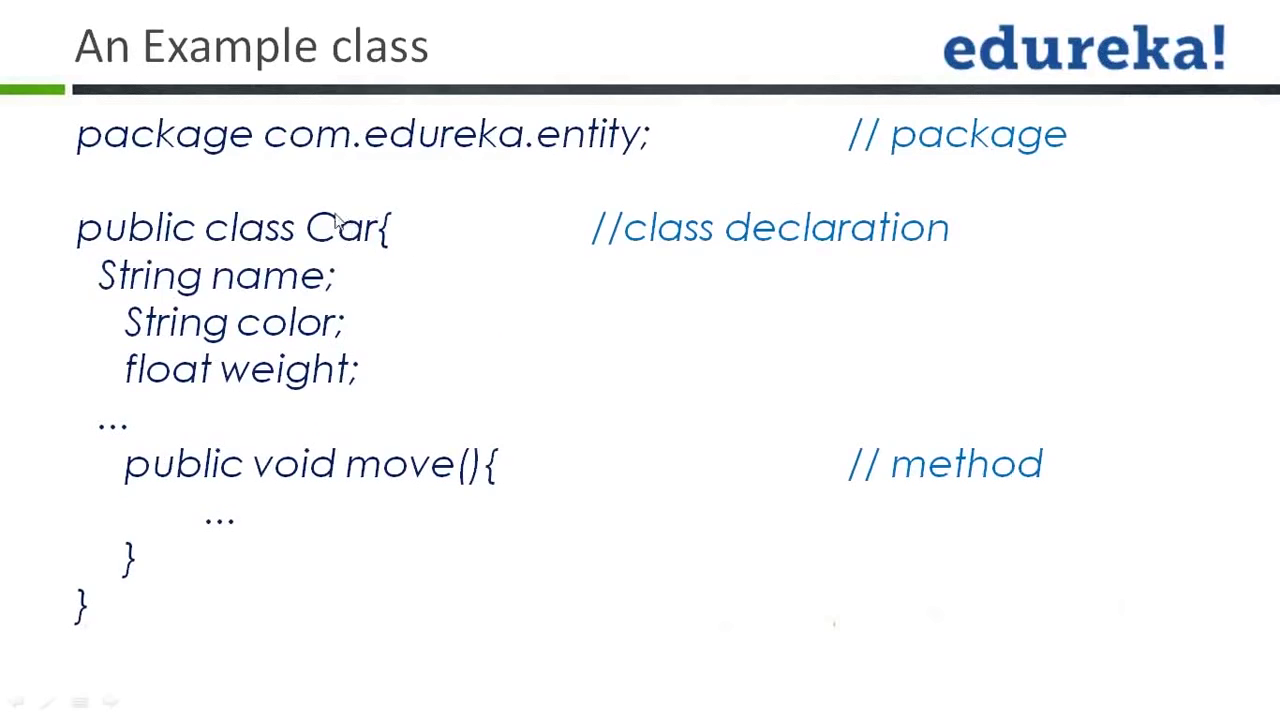 An Example class
edureka!
package com.edureka.entity; // package
public class Car{ //class declaration
String name;
String color;
float weight;
...
public void move(){ // method
...
}
}